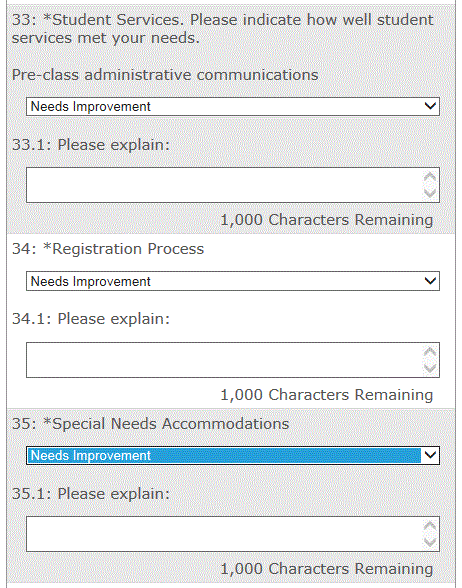 33: *Student Services. Please indicate how well student
services met your needs.
Pre-class administrative communications
Needs Improvement
33.1: Please explain:
1,000 Characters Remaining
34: *Registration Process
Needs Improvement
34.1: Please explain:
1,000 Characters Remaining
35: *Special Needs Accommodations
Needs Improvement
35.1: Please explain:
1,000 Characters Remaining